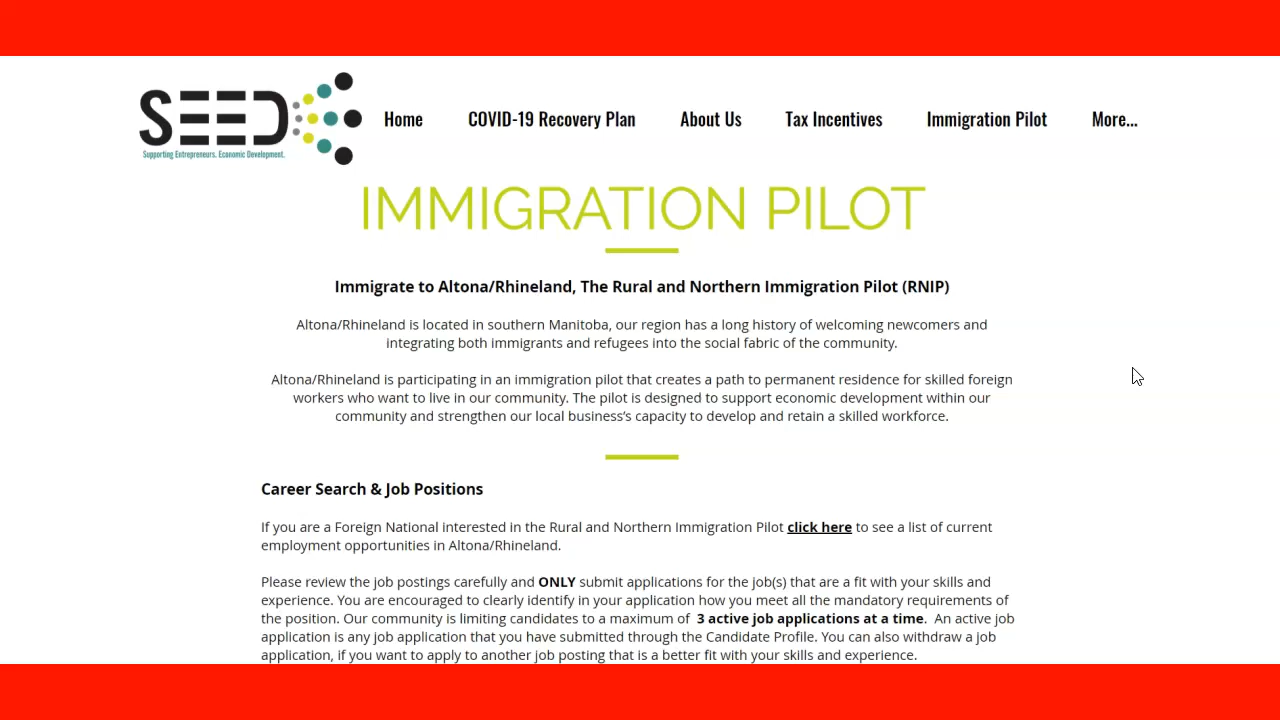 SEED
Supporting Entrepreneurs. Economic Development.
Home COVID-19 Recovery Plan About Us Tax Incentives Immigration Pilot More...
IMMIGRATION PILOT
Immigrate to Altona/Rhineland, The Rural and Northern Immigration Pilot (RNIP)
Altona/Rhineland is located in southern Manitoba, our region has a long history of welcoming newcomers and
integrating both immigrants and refugees into the social fabric of the community.
Altona/Rhineland is participating in an immigration pilot that creates a path to permanent residence for skilled foreign
workers who want to live in our community. The pilot is designed to support economic development within our
community and strengthen our local business’s capacity to develop and retain a skilled workforce.
Career Search & Job Positions
If you are a Foreign National interested in the Rural and Northern Immigration Pilot click here to see a list of current
employment opportunities in Altona/Rhineland.
Please review the job postings carefully and ONLY submit applications for the job(s) that are a fit with your skills and
experience. You are encouraged to clearly identify in your application how you meet all the mandatory requirements of
the position. Our community is limiting candidates to a maximum of 3 active job applications at a time. An active job
application is any job application that you have submitted through the Candidate Profile. You can also withdraw a job
application, if you want to apply to another job posting that is a better fit with your skills and experience.